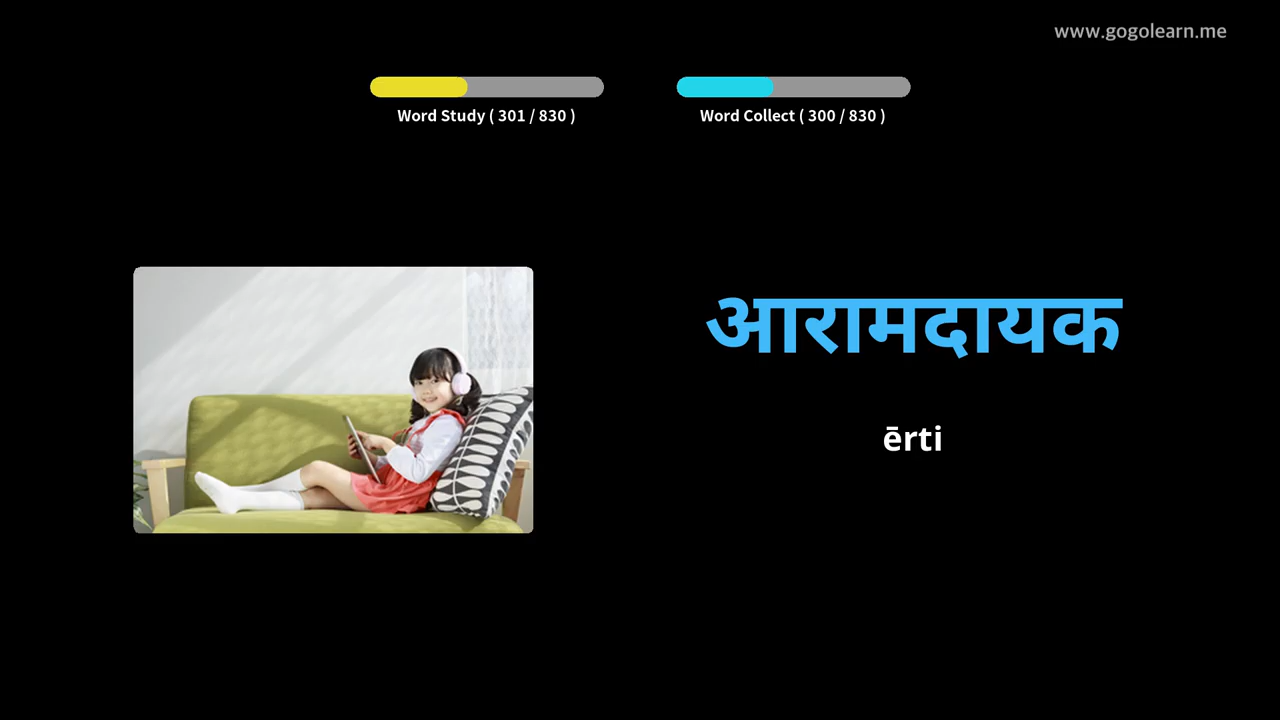 www.gogolearn.me
Word Study ( 301 / 830 )
Word Collect ( 300 / 830 )
आरामदायक
ērti